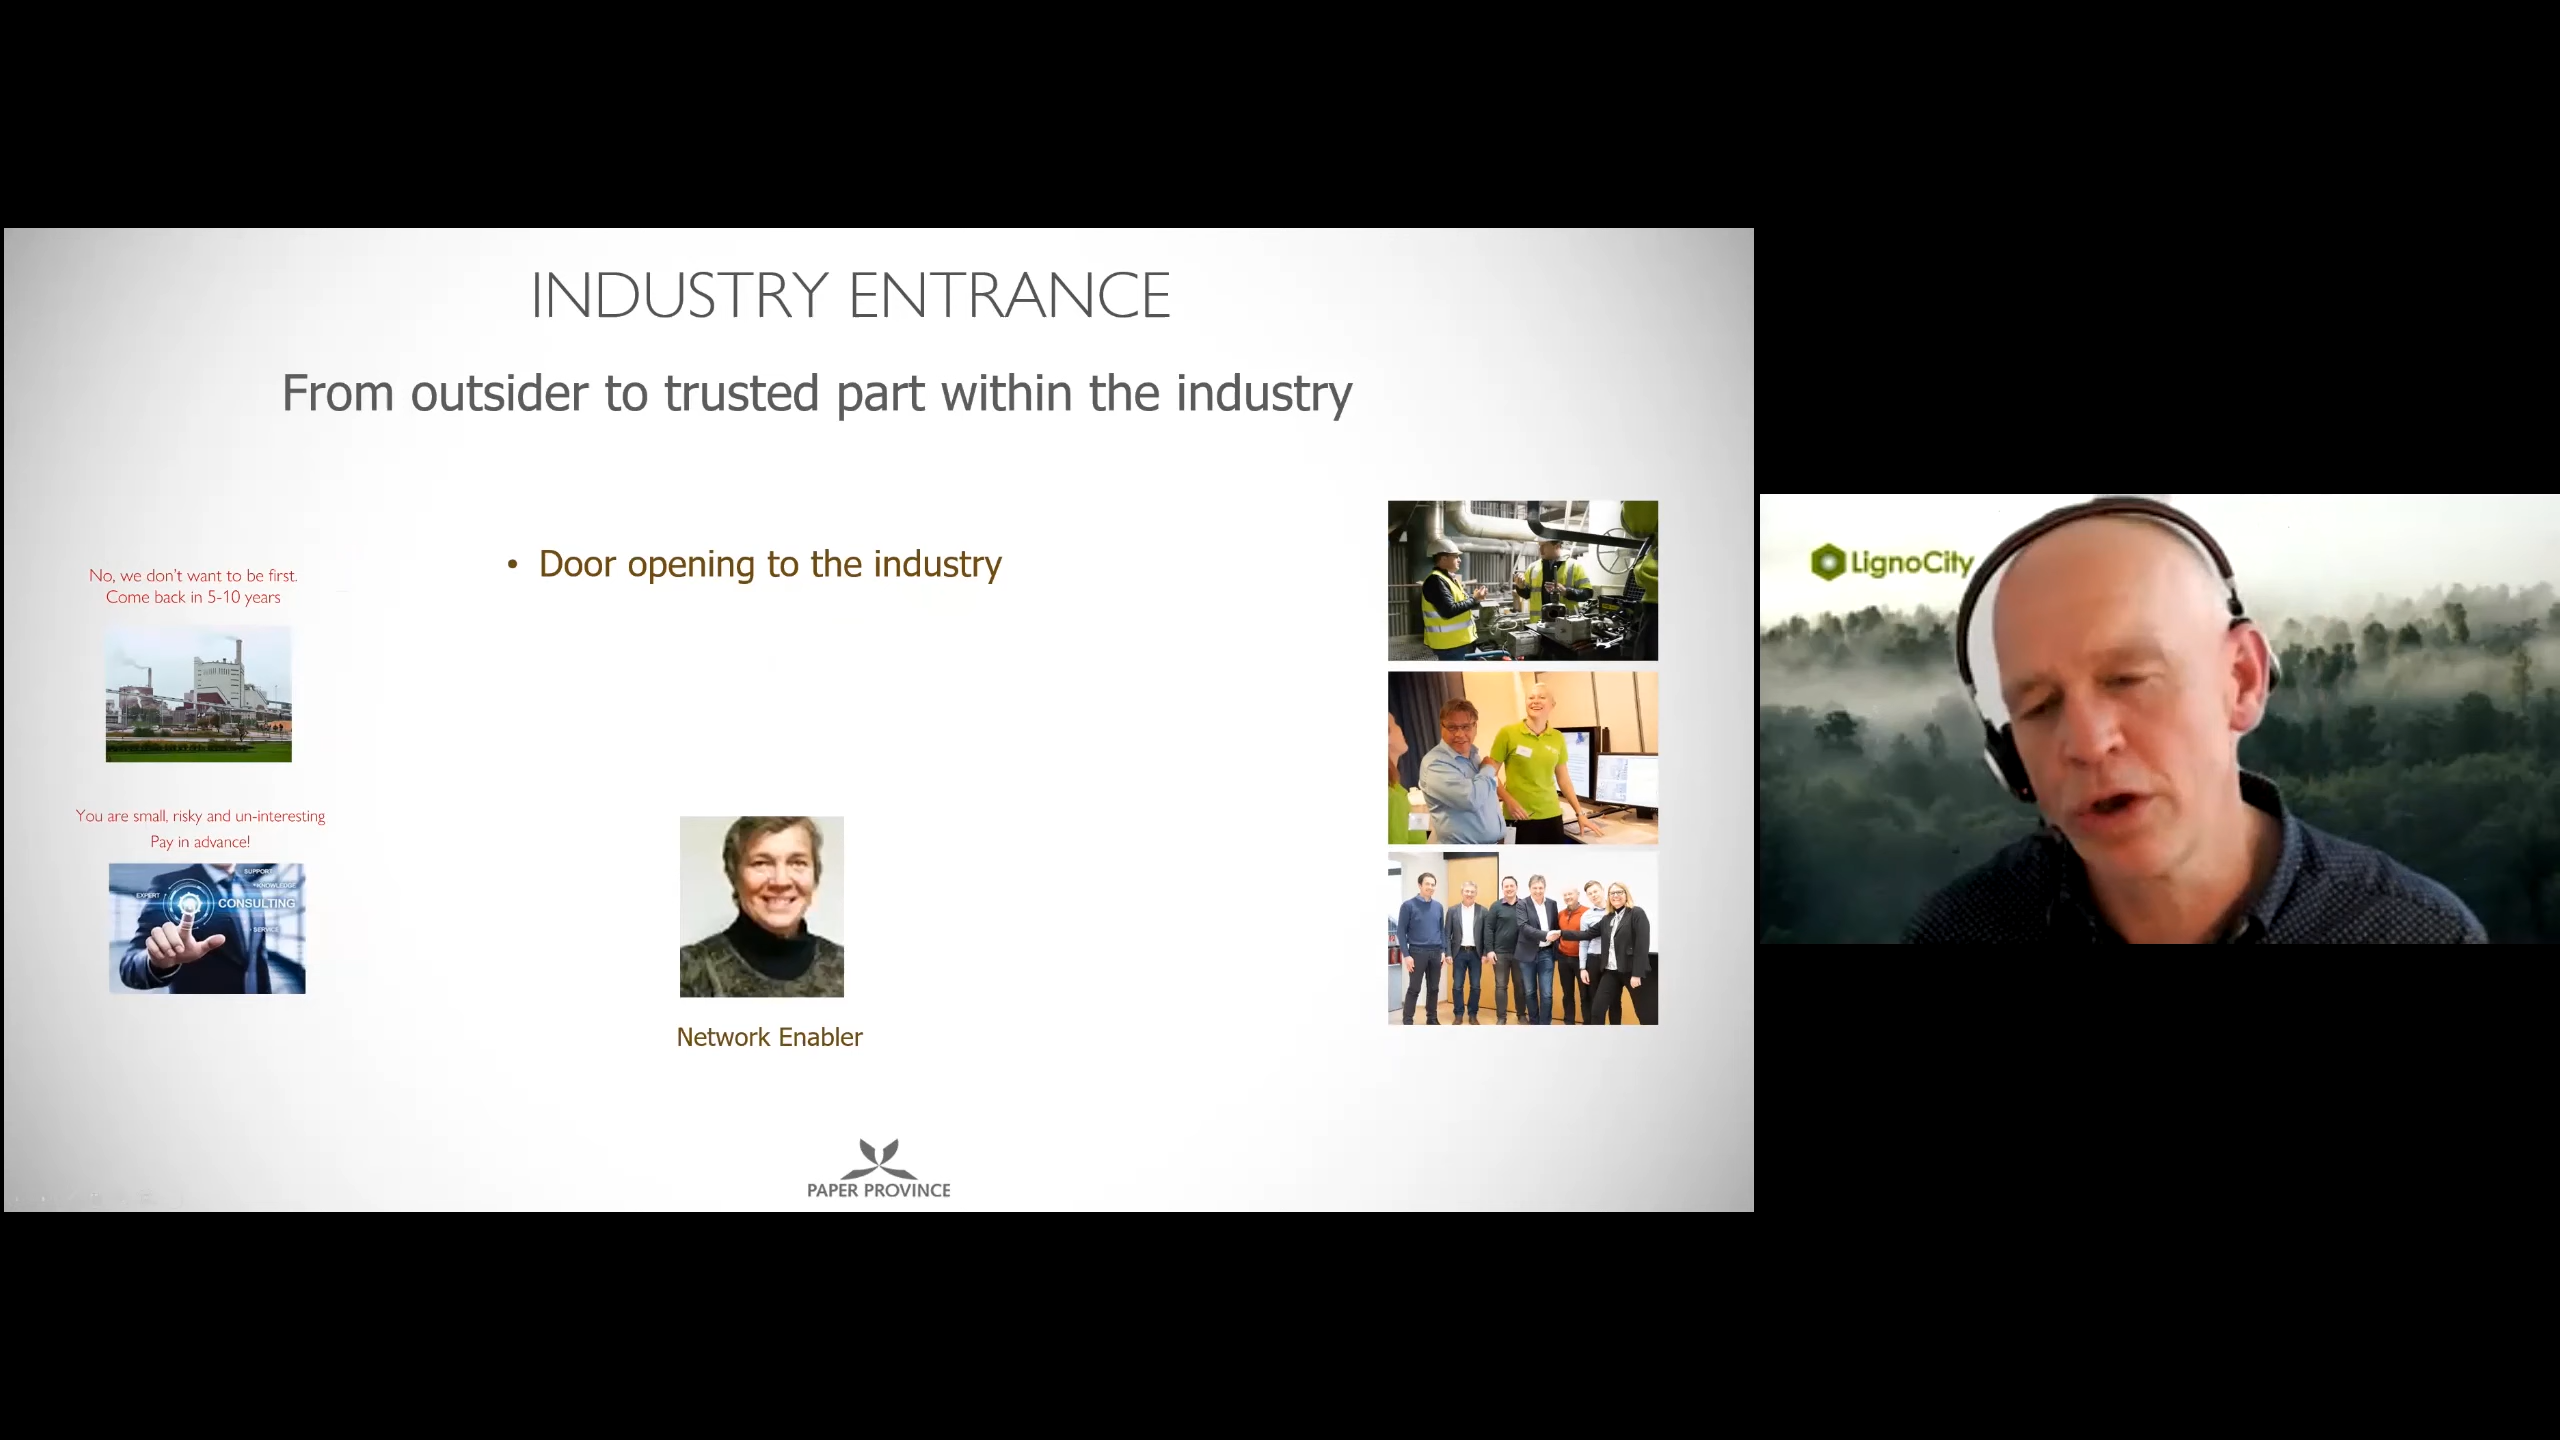 INDUSTRY ENTRANCE
From outsider to trusted part within the industry
No, we don't want to be first.
Come back in 5-10 years
• Door opening to the industry
You are small, risky and un-interesting
Pay in advance!
SUPPORT
EXPERT
KNOWLEDGE
CONSULTING
SERVICE
Network Enabler
PAPER PROVINCE
LignoCity